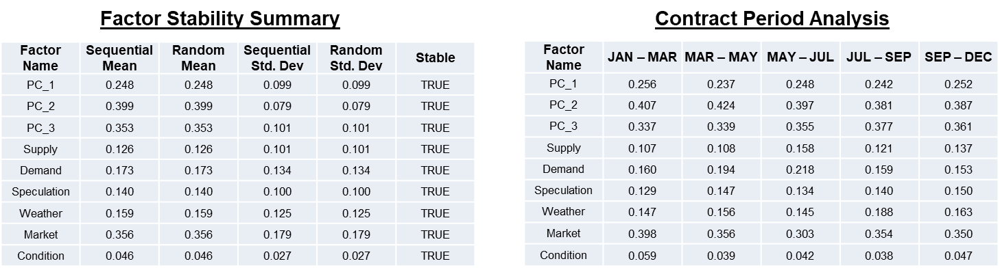 Factor Stability Summary
Factor Name Sequential Mean Random Mean Sequential Std. Dev Random Std. Dev Stable
PC_1 0.248 0.248 0.099 0.099 TRUE
PC_2 0.399 0.399 0.079 0.079 TRUE
PC_3 0.353 0.353 0.101 0.101 TRUE
Supply 0.126 0.126 0.101 0.101 TRUE
Demand 0.173 0.173 0.134 0.134 TRUE
Speculation 0.140 0.140 0.100 0.100 TRUE
Weather 0.159 0.159 0.125 0.125 TRUE
Market 0.356 0.356 0.179 0.179 TRUE
Condition 0.046 0.046 0.027 0.027 TRUE
Contract Period Analysis
Factor Name JAN – MAR MAR – MAY MAY – JUL JUL – SEP SEP – DEC
PC_1 0.256 0.237 0.248 0.242 0.252
PC_2 0.407 0.424 0.397 0.381 0.387
PC_3 0.337 0.339 0.355 0.377 0.361
Supply 0.107 0.108 0.158 0.121 0.137
Demand 0.160 0.194 0.218 0.159 0.153
Speculation 0.129 0.147 0.134 0.140 0.150
Weather 0.147 0.156 0.145 0.188 0.163
Market 0.398 0.356 0.303 0.354 0.350
Condition 0.059 0.039 0.042 0.038 0.047